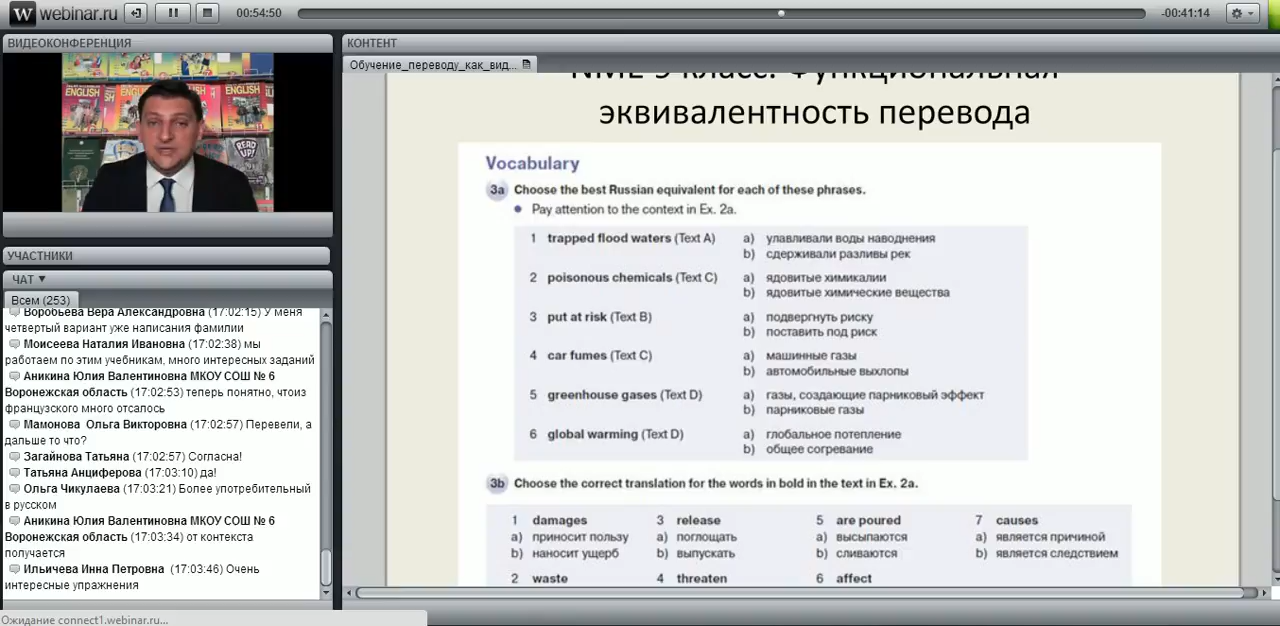 W webinar.ru 00:54:50 -00:41:14
ВИДЕОКОНФЕРЕНЦИЯ
ENGLISH
ENGLISH
READ UP!
УЧАСТНИКИ
ЧАТ ▼
Всем (253)
Воробьева Вера Александровна (17:02:15) У меня
четвертый вариант уже написания фамилии
Моисеева Наталия Ивановна (17:02:38) мы
работаем по этим учебникам, много интересных заданий
Аникина Юлия Валентиновна МКОУ СОШ № 6
Воронежская область (17:02:53) теперь понятно, чтоиз
французского много отсалось
Мамонова Ольга Викторовна (17:02:57) Перевели, а
дальше то что?
Загайнова Татьяна (17:02:57) Согласна!
Татьяна Анциферова (17:03:10) да!
Ольга Чикулаева (17:03:21) Более употребительный
в русском
Аникина Юлия Валентиновна МКОУ СОШ № 6
Воронежская область (17:03:34) от контекста
получается
Ильичева Инна Петровна (17:03:46) Очень
интересные упражнения
Ожидание connect1.webinar.ru...
КОНТЕНТ
Обучение_переводу_как_вид...
класс. Функциональная
эквивалентность перевода
Vocabulary
3a Choose the best Russian equivalent for each of these phrases.
• Pay attention to the context in Ex. 2a.
1 trapped flood waters (Text A) a) улавливали воды наводнения
b) сдерживали разливы рек
2 poisonous chemicals (Text C) a) ядовитые химикалии
b) ядовитые химические вещества
3 put at risk (Text B) a) подвергнуть риску
b) поставить под риск
4 car fumes (Text C) a) машинные газы
b) автомобильные выхлопы
5 greenhouse gases (Text D) a) газы, создающие парниковый эффект
b) парниковые газы
6 global warming (Text D) a) глобальное потепление
b) общее согревание
3b Choose the correct translation for the words in bold in the text in Ex. 2a.
1 damages 3 release 5 are poured 7 causes
a) приносит пользу a) поглощать a) высыпаются a) является причиной
b) наносит ущерб b) выпускать b) сливаются b) является следствием
2 waste 4 threaten 6 affect